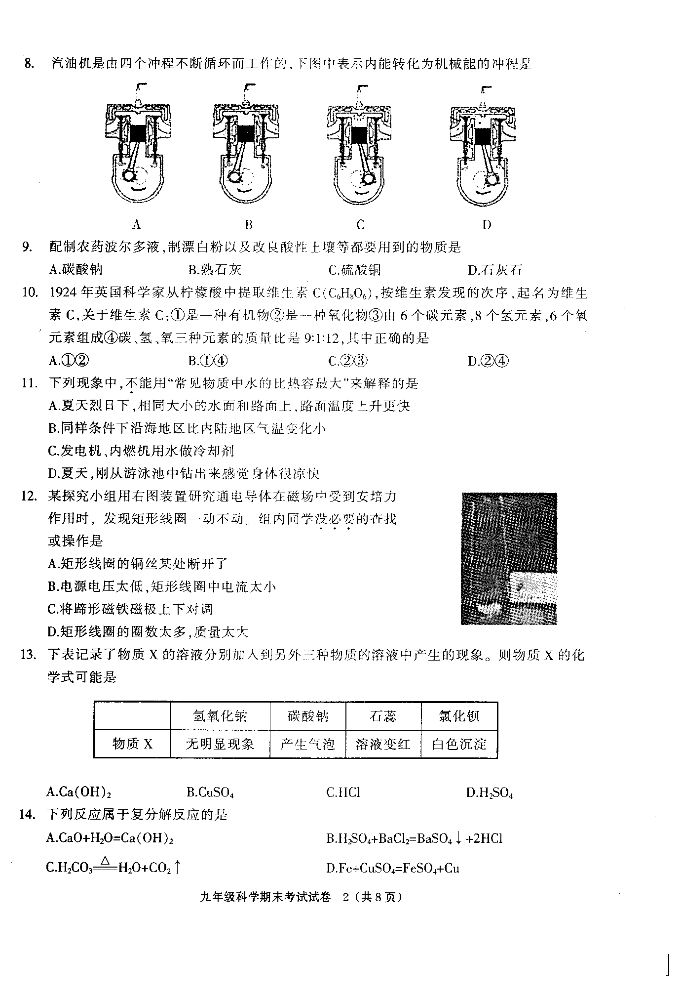 8. 汽油机是由四个冲程不断循环而工作的,下图中表示内能转化为机械能的冲程是
A B C D
9. 配制农药波尔多液,制漂白粉以及改良酸性土壤等都要用到的物质是
A.碳酸钠 B.熟石灰 C.硫酸铜 D.石灰石
10. 1924年英国科学家从柠檬酸中提取维生素C(C₆H₈O₆),按维生素发现的次序,起名为维生
素C,关于维生素C:①是一种有机物②是一种氧化物③由6个碳元素,8个氢元素,6个氧
元素组成④碳、氢、氧三种元素的质量比是9:1:12,其中正确的是
A.①② B.①④ C.②③ D.②④
11. 下列现象中,不能用“常见物质中水的比热容最大”来解释的是
A.夏天烈日下,相同大小的水面和路面上,路面温度上升更快
B.同样条件下沿海地区比内陆地区气温变化小
C.发电机、内燃机用水做冷却剂
D.夏天,刚从游泳池中钻出来感觉身体很凉快
12. 某探究小组用右图装置研究通电导体在磁场中受到安培力
作用时,发现矩形线圈一动不动。组内同学没必要的查找
或操作是
A.矩形线圈的铜丝某处断开了
B.电源电压太低,矩形线圈中电流太小
C.将蹄形磁铁磁极上下对调
D.矩形线圈的圈数太多,质量太大
13. 下表记录了物质X的溶液分别加入到另外三种物质的溶液中产生的现象。则物质X的化
学式可能是
氢氧化钠 碳酸钠 石蕊 氯化钡
物质X 无明显现象 产生气泡 溶液变红 白色沉淀
A.Ca(OH)₂ B.CuSO₄ C.HCl D.H₂SO₄
14. 下列反应属于复分解反应的是
A.CaO+H₂O=Ca(OH)₂ B.H₂SO₄+BaCl₂=BaSO₄↓+2HCl
C.H₂CO₃=△=H₂O+CO₂↑ D.Fe+CuSO₄=FeSO₄+Cu
九年级科学期末考试试卷—2(共8页)